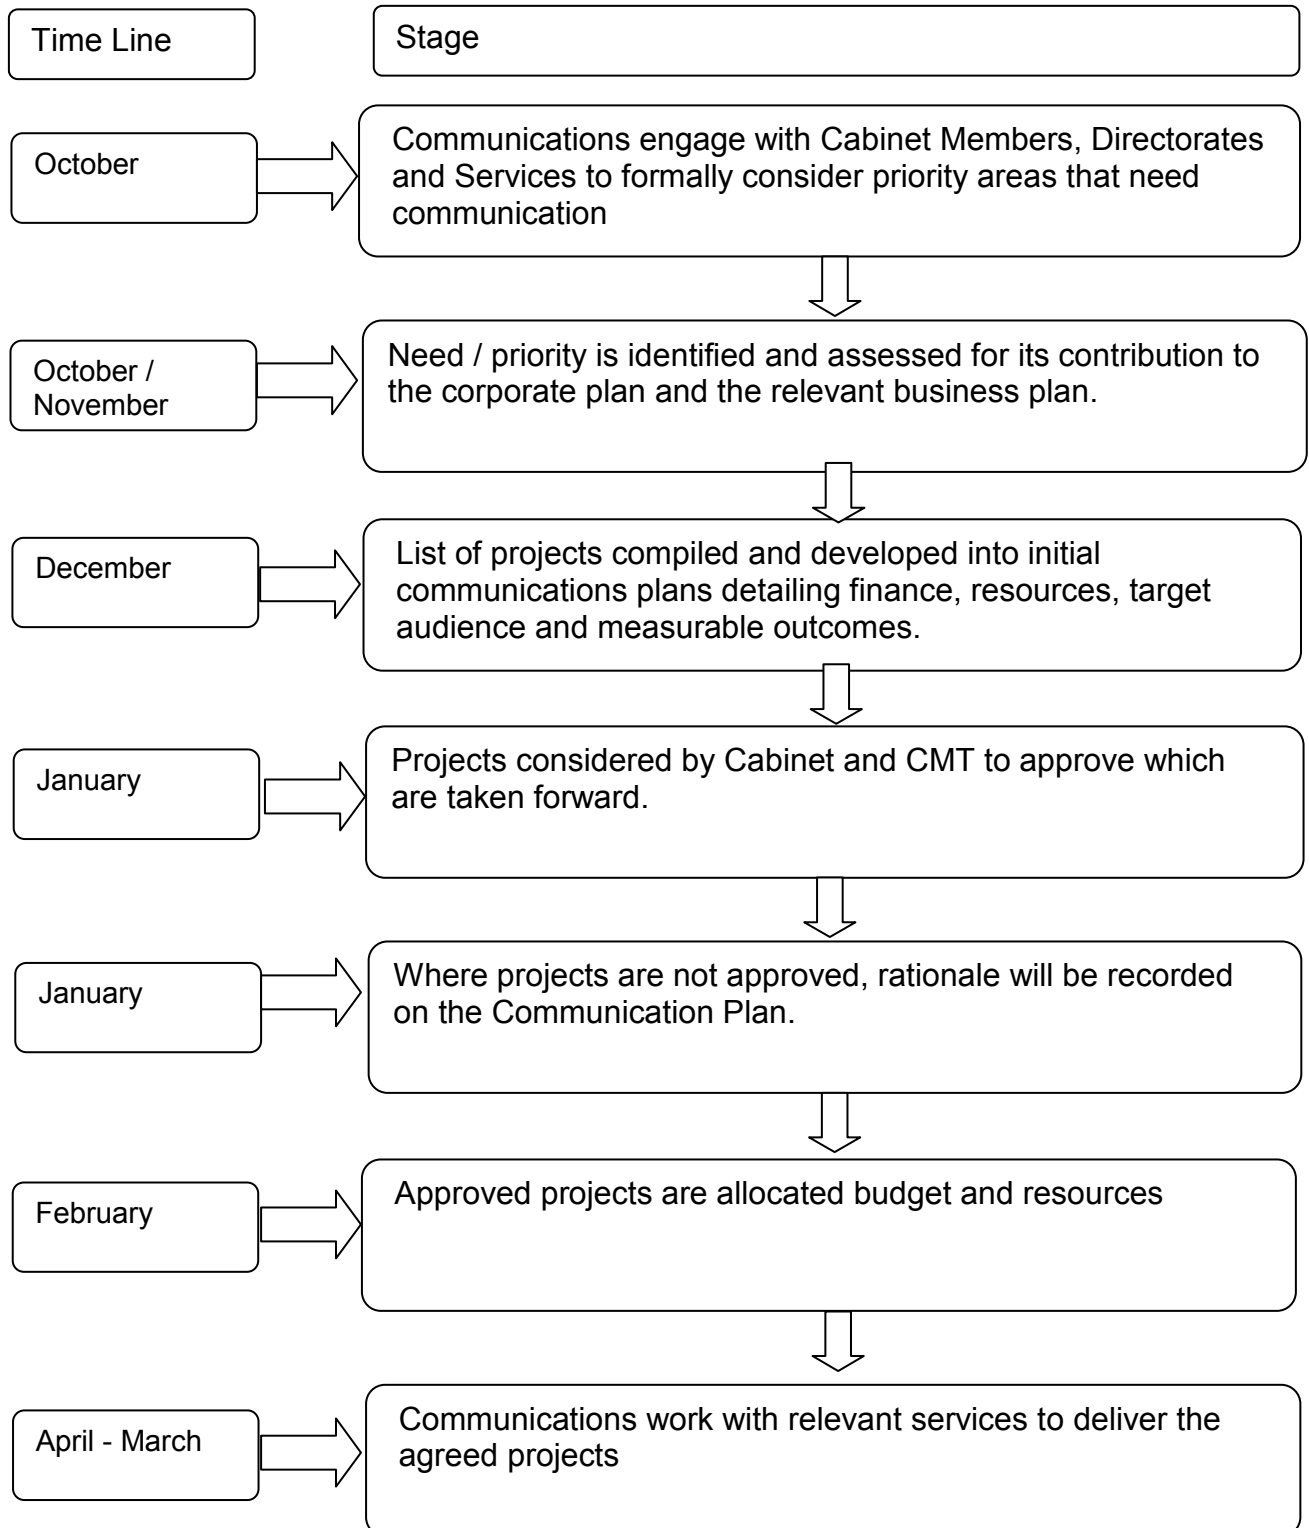 Time Line
Stage
October
Communications engage with Cabinet Members, Directorates
and Services to formally consider priority areas that need
communication
October /
November
Need / priority is identified and assessed for its contribution to
the corporate plan and the relevant business plan.
December
List of projects compiled and developed into initial
communications plans detailing finance, resources, target
audience and measurable outcomes.
January
Projects considered by Cabinet and CMT to approve which
are taken forward.
January
Where projects are not approved, rationale will be recorded
on the Communication Plan.
February
Approved projects are allocated budget and resources
April - March
Communications work with relevant services to deliver the
agreed projects